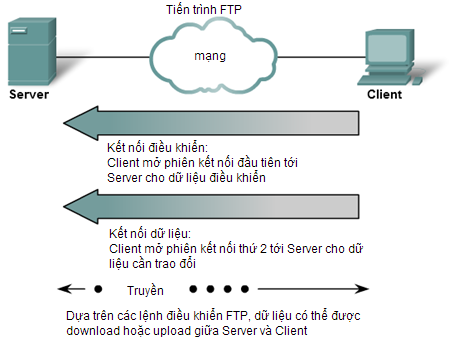 Tiến trình FTP
mạng
Server
Client
Kết nối điều khiển:
Client mở phiên kết nối đầu tiên tới
Server cho dữ liệu điều khiển
Kết nối dữ liệu:
Client mở phiên kết nối thứ 2 tới Server cho dữ
liệu cần trao đổi
Truyền
Dựa trên các lệnh điều khiển FTP, dữ liệu có thể được
download hoặc upload giữa Server và Client